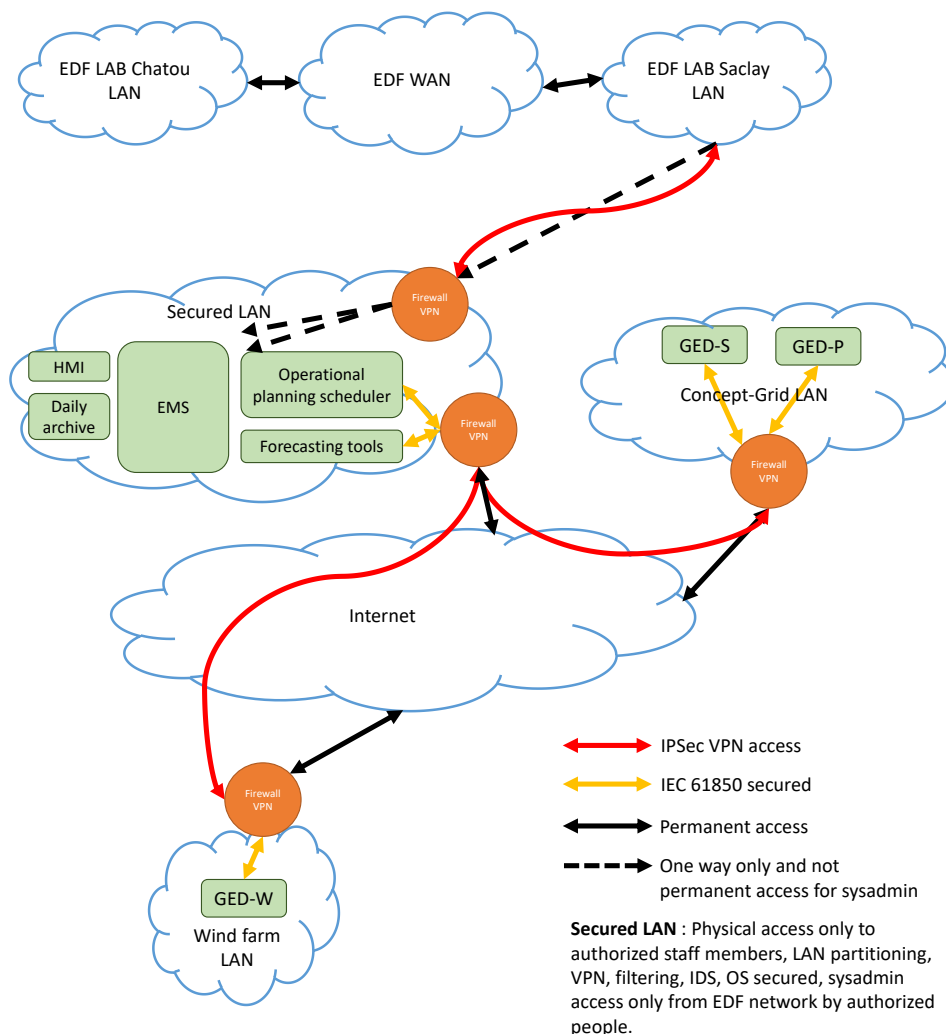 EDF LAB Chatou
LAN
EDF WAN
EDF LAB Saclay
LAN
Firewall
VPN
Secured LAN
HMI
Daily
archive
EMS
Operational
planning scheduler
Forecasting tools
Firewall
VPN
GED-S
GED-P
Concept-Grid LAN
Firewall
VPN
Internet
Firewall
VPN
GED-W
Wind farm
LAN
IPSec VPN access
IEC 61850 secured
Permanent access
One way only and not
permanent access for sysadmin
Secured LAN : Physical access only to
authorized staff members, LAN partitioning,
VPN, filtering, IDS, OS secured, sysadmin
access only from EDF network by authorized
people.